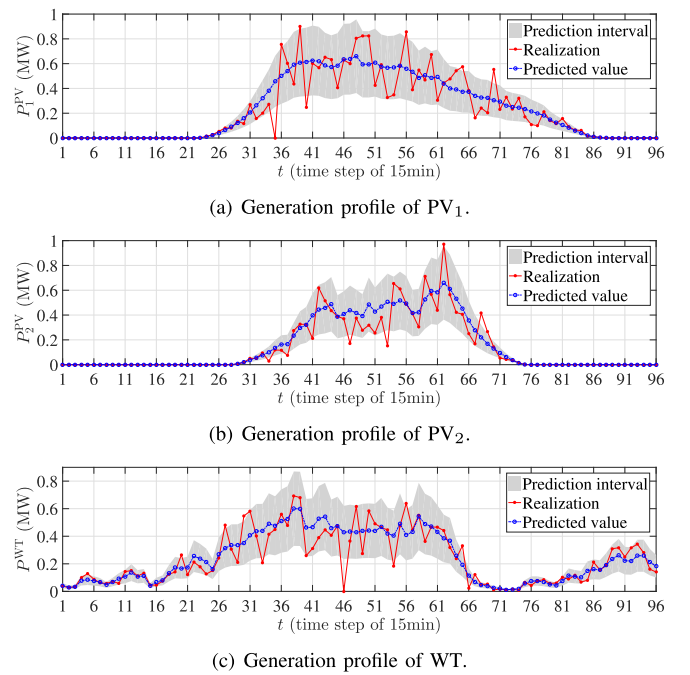 1
0.8
0.6
0.4
0.2
0
P₁ᴾⱽ (MW)
Prediction interval
Realization
Predicted value
1 6 11 16 21 26 31 36 41 46 51 56 61 66 71 76 81 86 91 96
t (time step of 15min)
(a) Generation profile of PV₁.
1
0.8
0.6
0.4
0.2
0
P₂ᴾⱽ (MW)
Prediction interval
Realization
Predicted value
1 6 11 16 21 26 31 36 41 46 51 56 61 66 71 76 81 86 91 96
t (time step of 15min)
(b) Generation profile of PV₂.
0.8
0.6
0.4
0.2
0
Pᵂᵀ (MW)
Prediction interval
Realization
Predicted value
1 6 11 16 21 26 31 36 41 46 51 56 61 66 71 76 81 86 91 96
t (time step of 15min)
(c) Generation profile of WT.